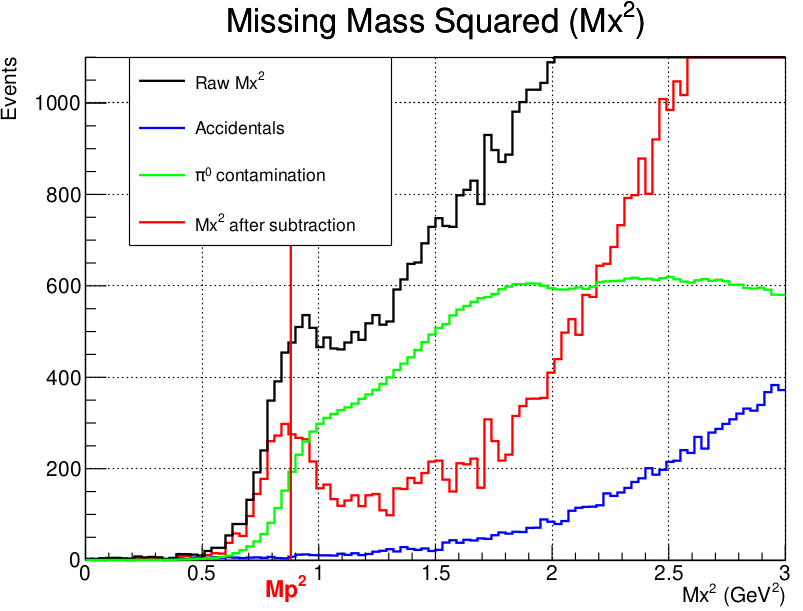 Missing Mass Squared (Mx²)
Events
Raw Mx²
Accidentals
π⁰ contamination
Mx² after subtraction
1000
800
600
400
200
0
0 0.5 1 1.5 2 2.5 3
Mp²
Mx² (GeV²)